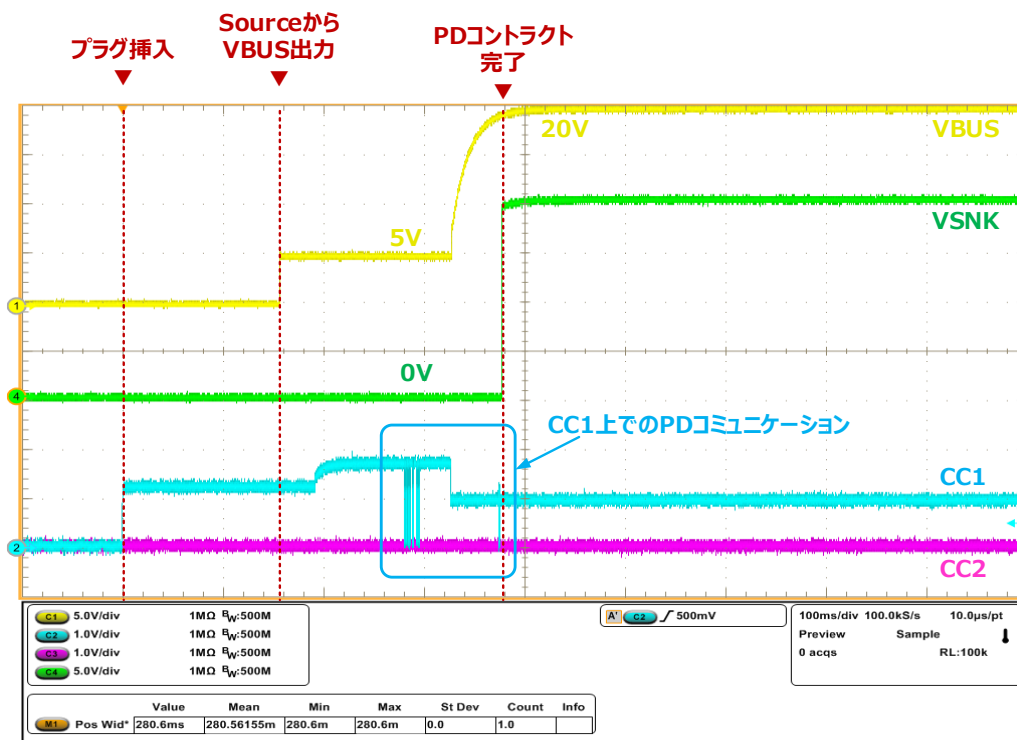 プラグ挿入
Sourceから
VBUS出力
PDコントラクト
完了
20V
VBUS
5V
VSNK
1
0V
4
CC1上でのPDコミュニケーション
CC1
2
CC2
C1 5.0V/div 1MΩ BW:500M
C2 1.0V/div 1MΩ BW:500M
C3 1.0V/div 1MΩ BW:500M
C4 5.0V/div 1MΩ BW:500M
A' C2 500mV
100ms/div 100.0kS/s 10.0µs/pt
Preview Sample
0 acqs RL:100k
Value Mean Min Max St Dev Count Info
M1 Pos Wid* 280.6ms 280.56155m 280.6m 280.6m 0.0 1.0